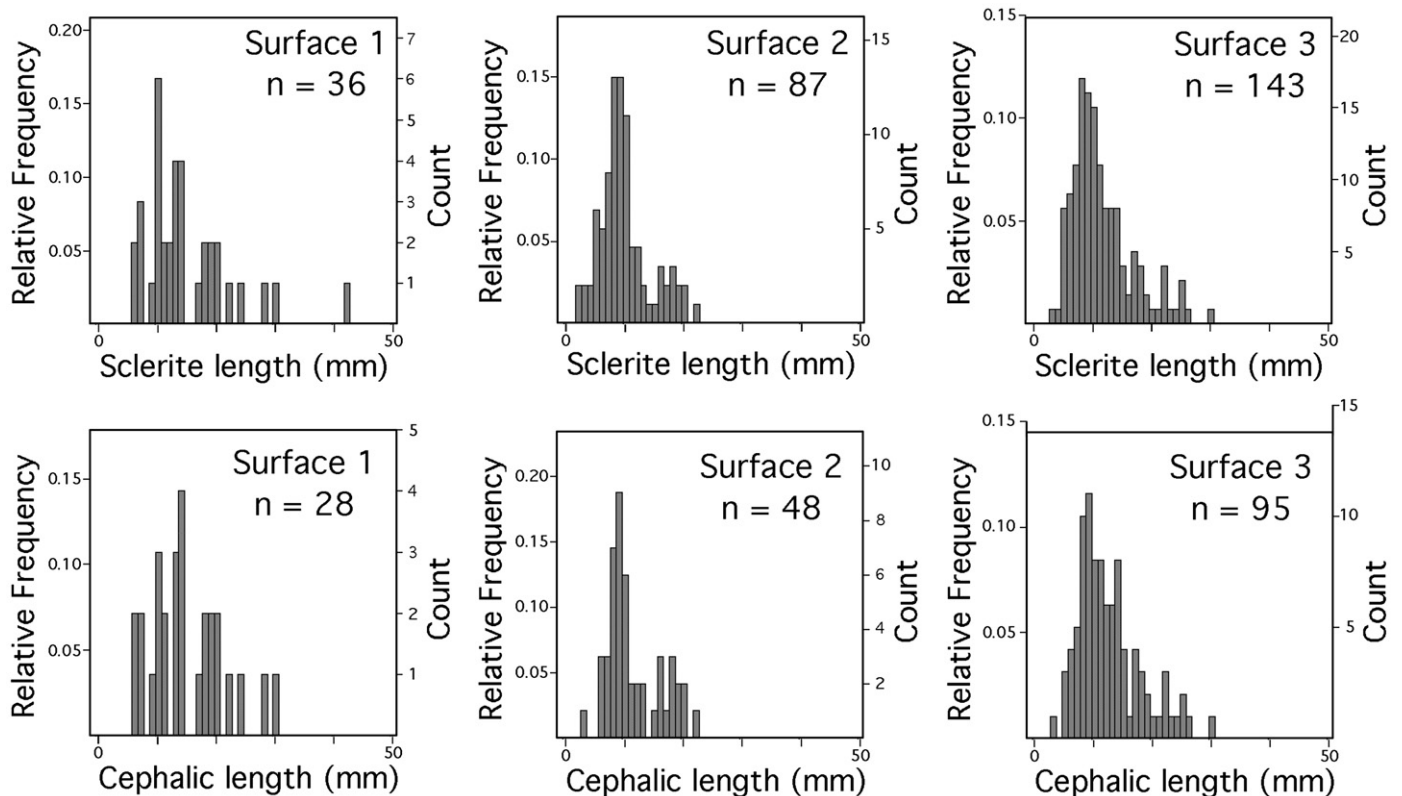 Surface 1
n = 36
Relative Frequency
0.20
0.15
0.10
0.05
7
6
5
4
3
2
1
Count
0
50
Sclerite length (mm)
Surface 2
n = 87
Relative Frequency
0.15
0.10
0.05
15
10
5
Count
0
50
Sclerite length (mm)
Surface 3
n = 143
Relative Frequency
0.15
0.10
0.05
20
15
10
5
Count
0
50
Sclerite length (mm)
Surface 1
n = 28
Relative Frequency
0.15
0.10
0.05
5
4
3
2
1
Count
0
50
Cephalic length (mm)
Surface 2
n = 48
Relative Frequency
0.20
0.15
0.10
0.05
10
8
6
4
2
Count
0
50
Cephalic length (mm)
Surface 3
n = 95
Relative Frequency
0.15
0.10
0.05
15
10
5
Count
0
50
Cephalic length (mm)